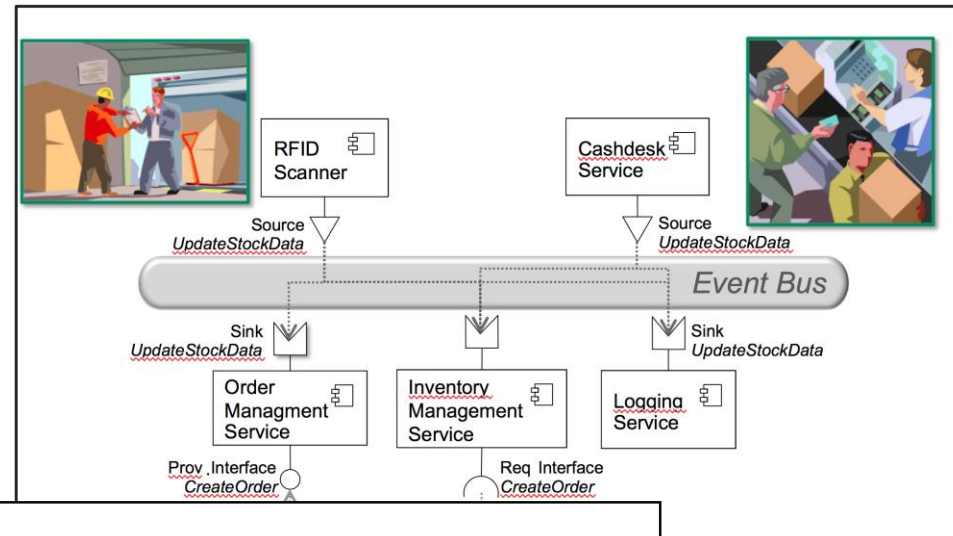 RFID
Scanner
Cashdesk
Service
Source
UpdateStockData
Source
UpdateStockData
Event Bus
Sink
UpdateStockData
Sink
UpdateStockData
Order
Managment
Service
Inventory
Management
Service
Logging
Service
Prov.Interface
CreateOrder
Req Interface
CreateOrder